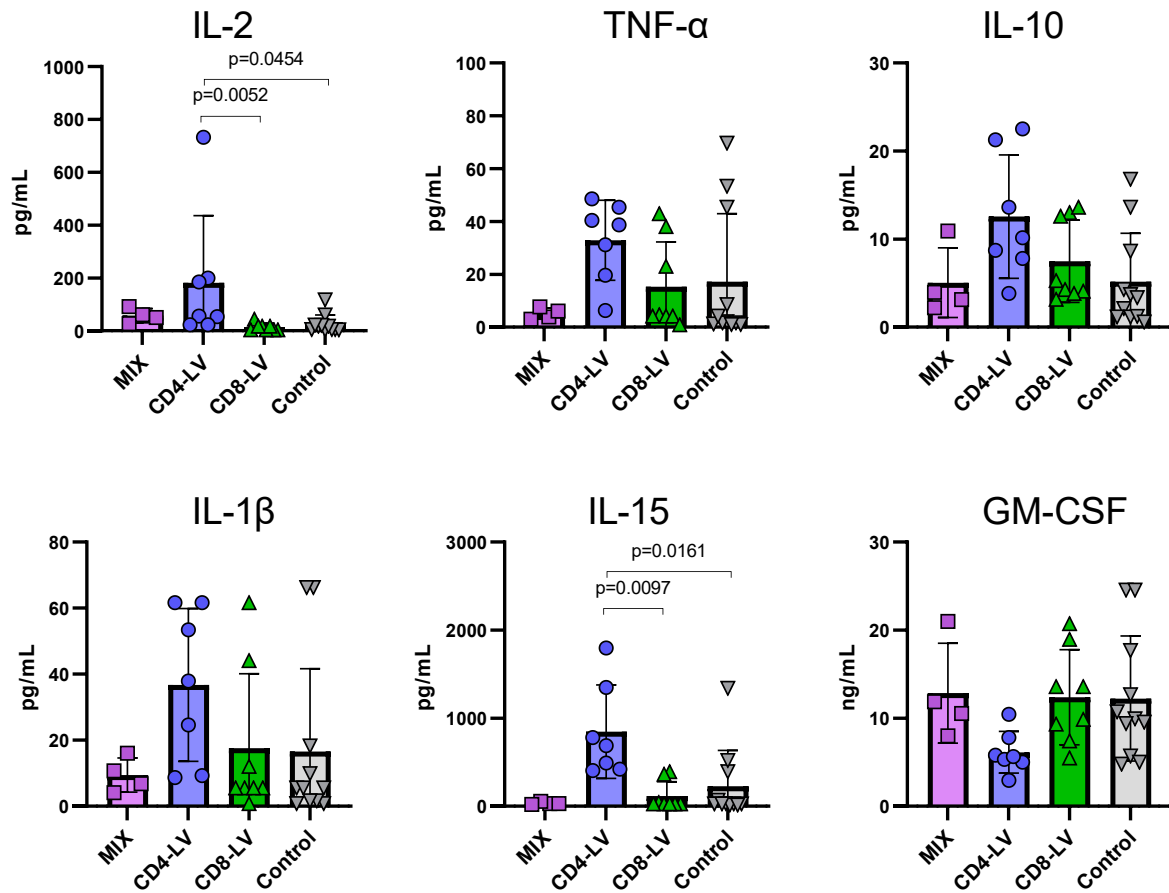 IL-2
1000
800
600
400
200
0
pg/mL
p=0.0454
p=0.0052
MIX
CD4-LV
CD8-LV
Control
TNF-α
100
80
60
40
20
0
pg/mL
MIX
CD4-LV
CD8-LV
Control
IL-10
30
20
10
0
pg/mL
MIX
CD4-LV
CD8-LV
Control
IL-1β
80
60
40
20
0
pg/mL
MIX
CD4-LV
CD8-LV
Control
IL-15
3000
2000
1000
0
pg/mL
p=0.0161
p=0.0097
MIX
CD4-LV
CD8-LV
Control
GM-CSF
30
20
10
0
ng/mL
MIX
CD4-LV
CD8-LV
Control